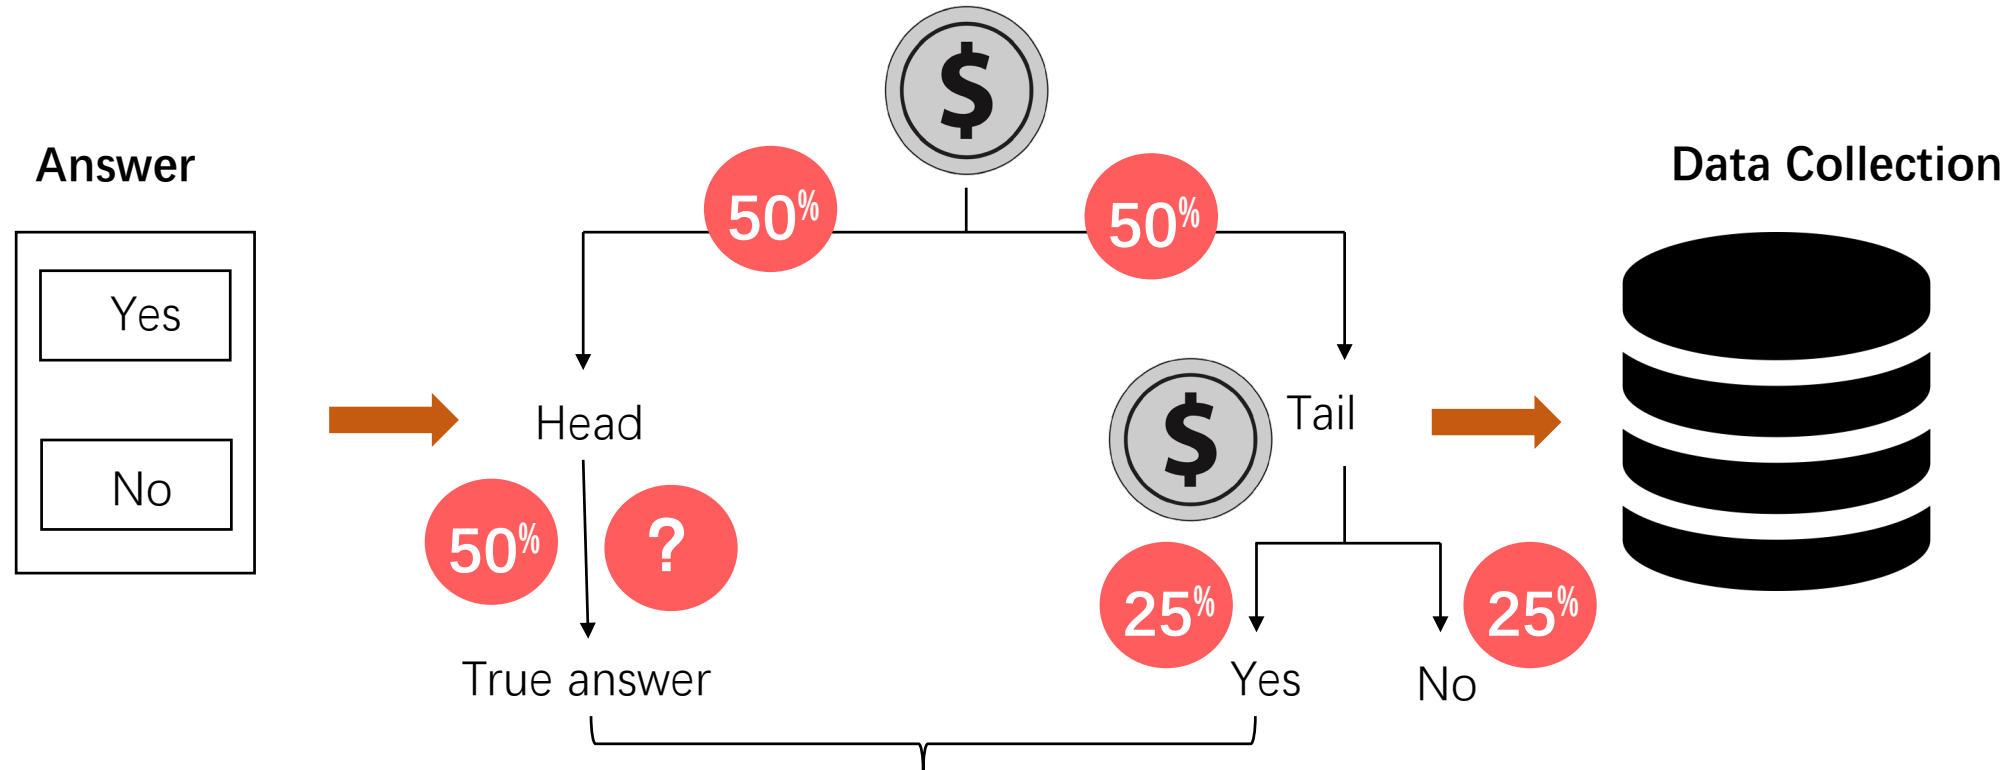 $
Answer
Data Collection
50%
50%
Yes
No
Head
$
Tail
50%
?
25%
25%
True answer
Yes
No